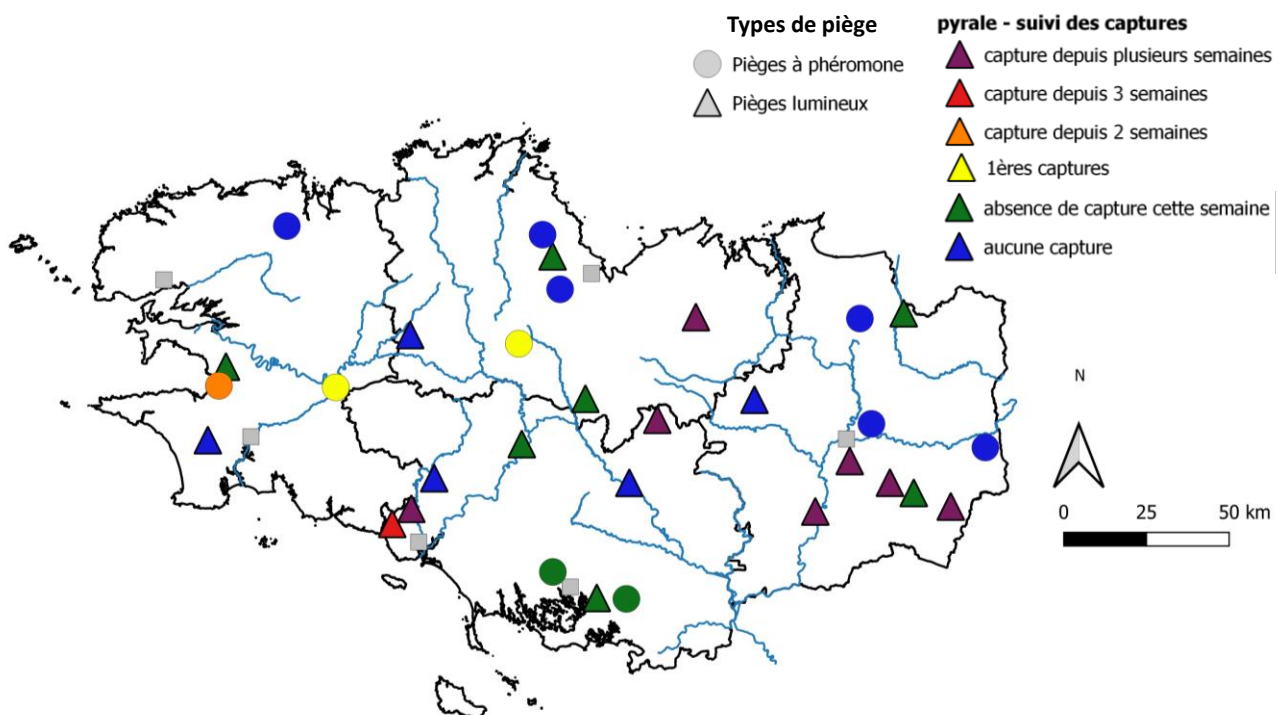 Types de piège
Pièges à phéromone
Pièges lumineux
pyrale - suivi des captures
capture depuis plusieurs semaines
capture depuis 3 semaines
capture depuis 2 semaines
1ères captures
absence de capture cette semaine
aucune capture
N
0 25 50 km